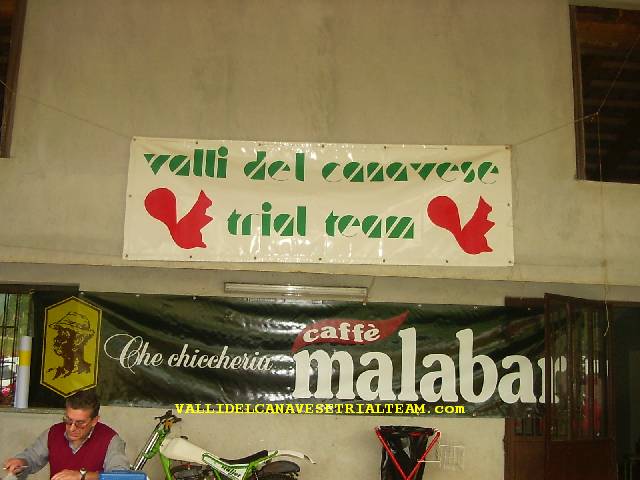 valli del canavese
trial team
Che chiccheria
caffè
malabar
VALLIDELCANAVESETRIALTEAM.com